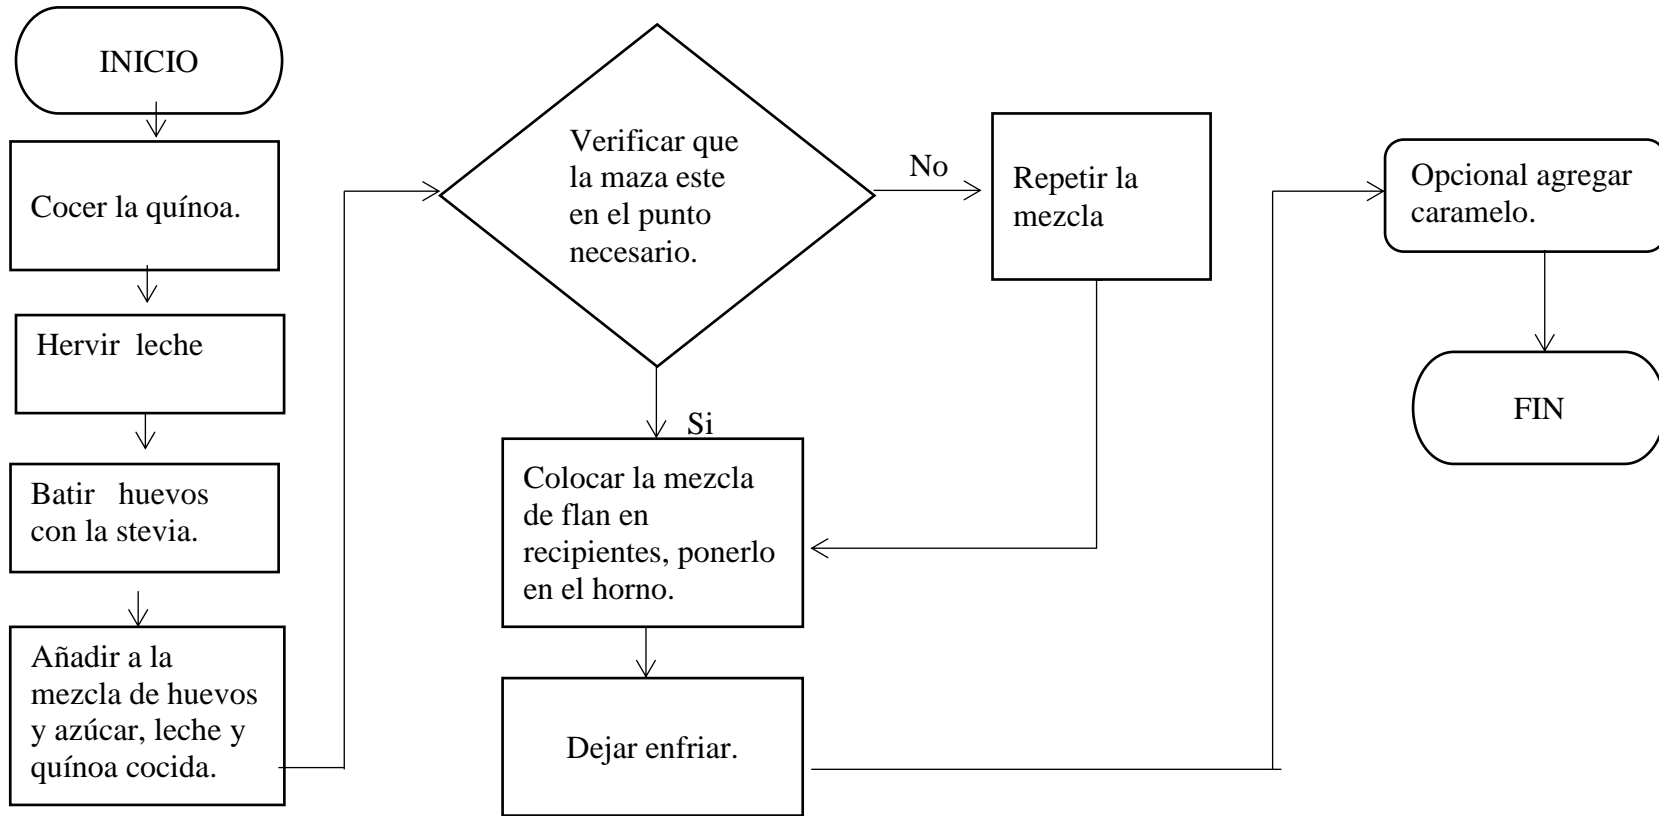 INICIO
Cocer la quínoa.
Hervir leche
Batir huevos
con la stevia.
Añadir a la
mezcla de huevos
y azúcar, leche y
quínoa cocida.
Verificar que
la maza este
en el punto
necesario.
No
Repetir la
mezcla
Si
Colocar la mezcla
de flan en
recipientes, ponerlo
en el horno.
Dejar enfriar.
Opcional agregar
caramelo.
FIN